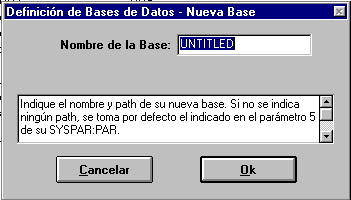 Definición de Bases de Datos - Nueva Base
Nombre de la Base: UNTITLED
Indique el nombre y path de su nueva base. Si no se indica
ningún path, se toma por defecto el indicado en el parámetro 5
de su SYSPAR:PAR.
Cancelar Ok